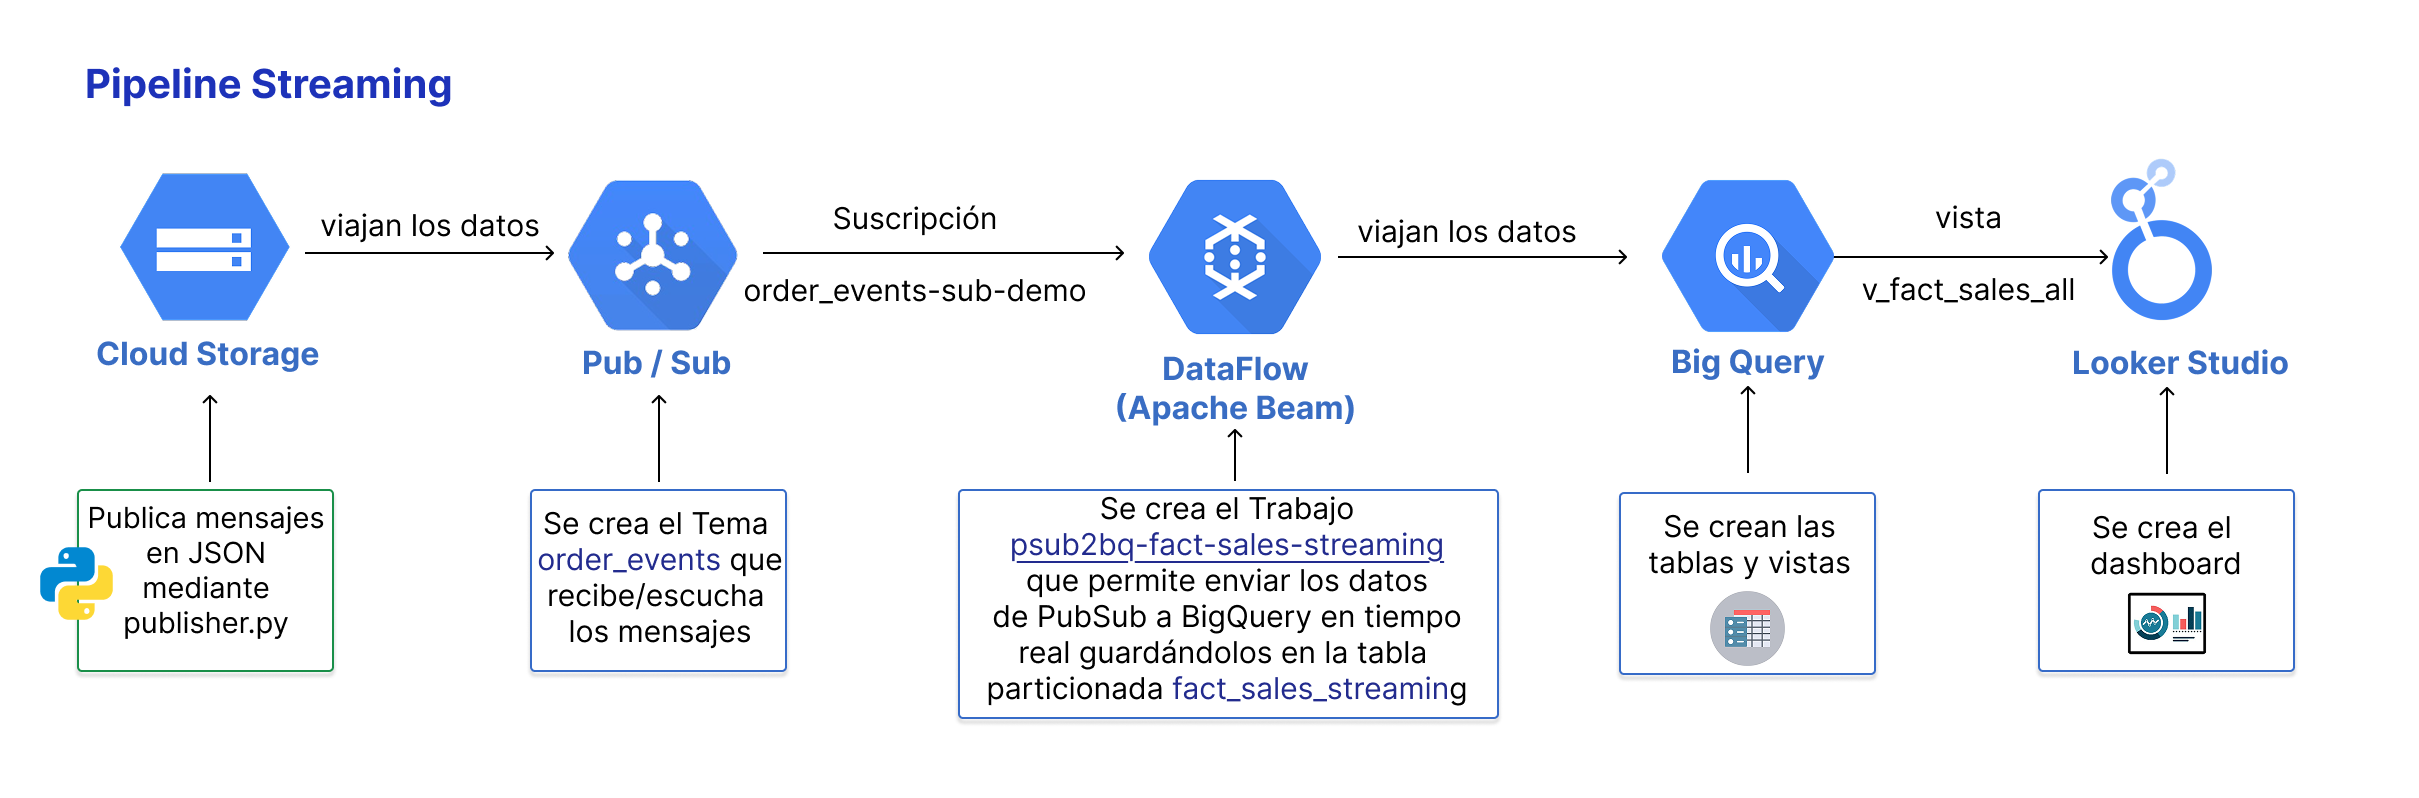 Pipeline Streaming
viajan los datos
Suscripción
order_events-sub-demo
viajan los datos
vista
v_fact_sales_all
Cloud Storage
Pub / Sub
DataFlow
(Apache Beam)
Big Query
Looker Studio
Publica mensajes
en JSON
mediante
publisher.py
Se crea el Tema
order_events que
recibe/escucha
los mensajes
Se crea el Trabajo
psub2bq-fact-sales-streaming
que permite enviar los datos
de PubSub a BigQuery en tiempo
real guardándolos en la tabla
particionada fact_sales_streaming
Se crean las
tablas y vistas
Se crea el
dashboard